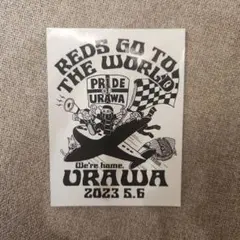 REDS GO TO
THE WORLD
PRIDE
of
URAWA
We're home.
URAWA
2023 5.6